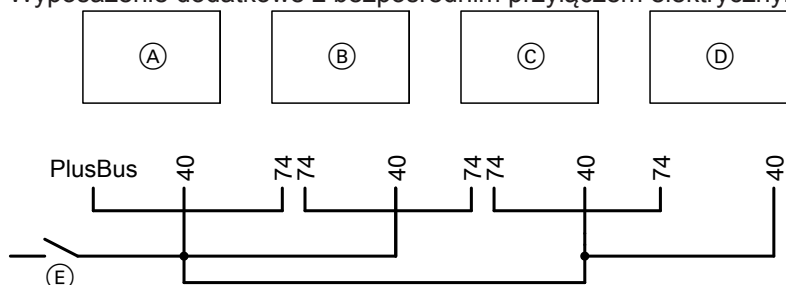 Wyposażenie dodatkowe z bezpośrednim przyłączem elektrycznym
A B C D
PlusBus 40 74 74 40 74 74 40 74 40
E